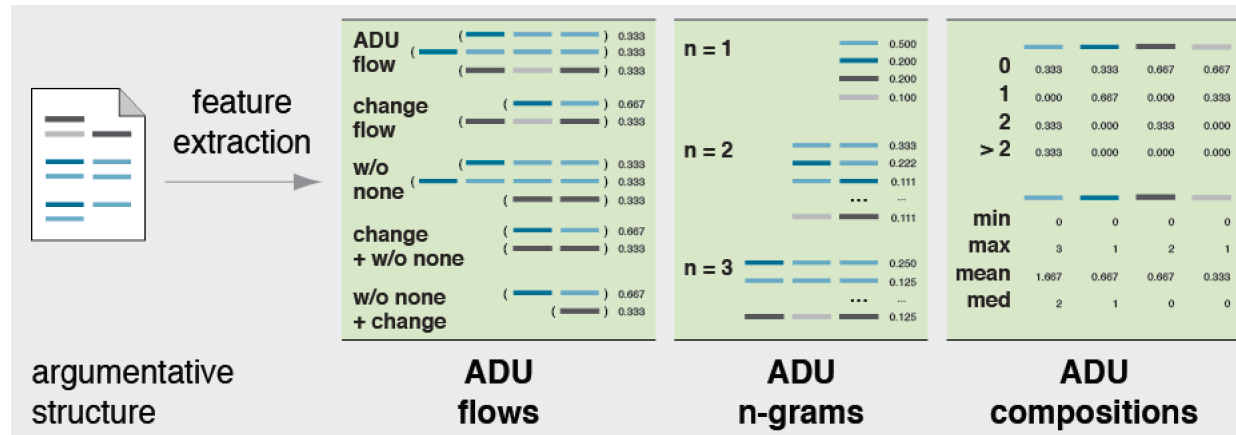 feature
extraction
argumentative
structure
ADU
flow
( ) 0.333
( ) 0.333
( ) 0.333
change
flow
( ) 0.667
( ) 0.333
w/o
none
( ) 0.333
( ) 0.333
( ) 0.333
change
+ w/o none
( ) 0.667
( ) 0.333
w/o none
+ change
( ) 0.667
( ) 0.333
ADU
flows
n = 1
0.500
0.200
0.200
0.100
n = 2
0.333
0.222
0.111
... ...
0.111
n = 3
0.250
0.125
... ...
0.125
ADU
n-grams
0 0.333 0.333 0.667 0.667
1 0.000 0.667 0.000 0.333
2 0.333 0.000 0.333 0.000
> 2 0.333 0.000 0.000 0.000
min 0 0 0 0
max 3 1 2 1
mean 1.667 0.667 0.667 0.333
med 2 1 0 0
ADU
compositions